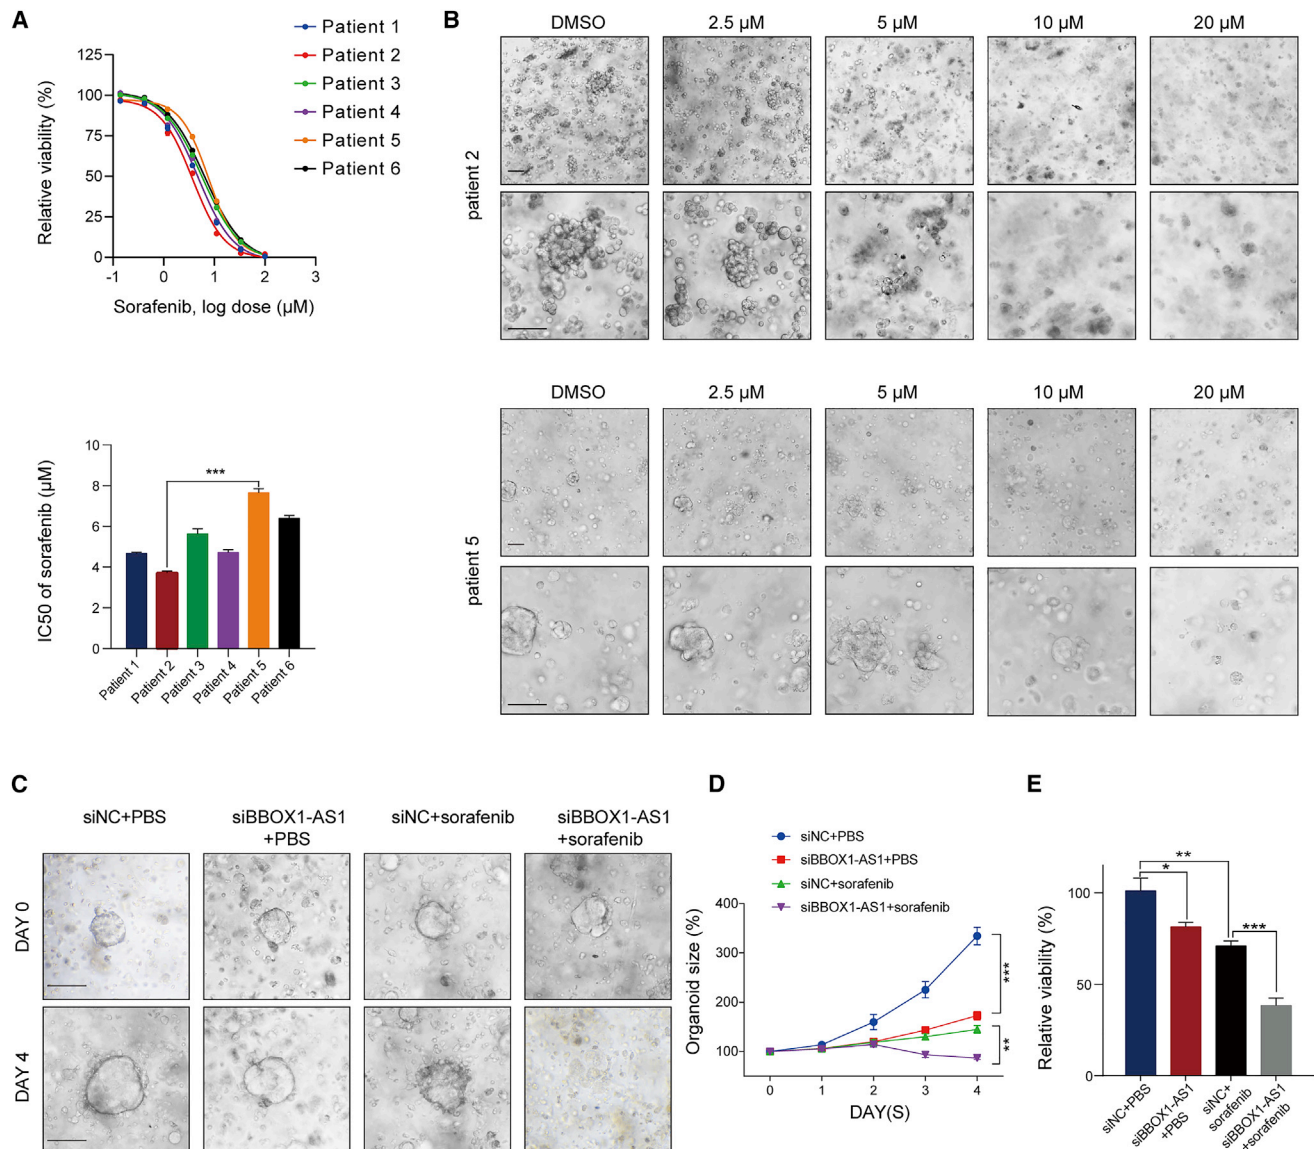 A
Patient 1
Patient 2
Patient 3
Patient 4
Patient 5
Patient 6
125
100
75
50
25
0
Relative viability (%)
-1
0
1
2
3
Sorafenib, log dose (µM)
10
8
6
4
2
0
IC50 of sorafenib (µM)
***
Patient 1
Patient 2
Patient 3
Patient 4
Patient 5
Patient 6
B
DMSO
2.5 µM
5 µM
10 µM
20 µM
patient 2
DMSO
2.5 µM
5 µM
10 µM
20 µM
patient 5
C
siNC+PBS
siBBOX1-AS1
+PBS
siNC+sorafenib
siBBOX1-AS1
+sorafenib
DAY 0
DAY 4
D
siNC+PBS
siBBOX1-AS1+PBS
siNC+sorafenib
siBBOX1-AS1+sorafenib
400
300
200
100
Organoid size (%)
***
**
0
1
2
3
4
DAY(S)
E
**
*
***
100
50
0
Relative viability (%)
siNC+PBS
siBBOX1-AS1
+PBS
siNC+
sorafenib
siBBOX1-AS1
+sorafenib